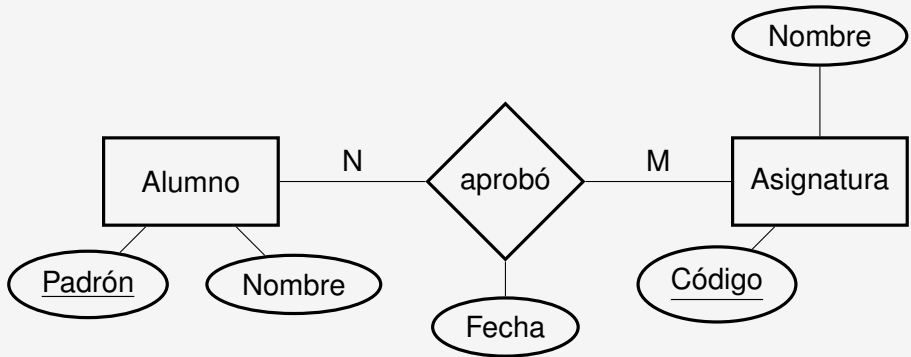 Nombre
Alumno
N
aprobó
M
Asignatura
Padrón
Nombre
Código
Fecha